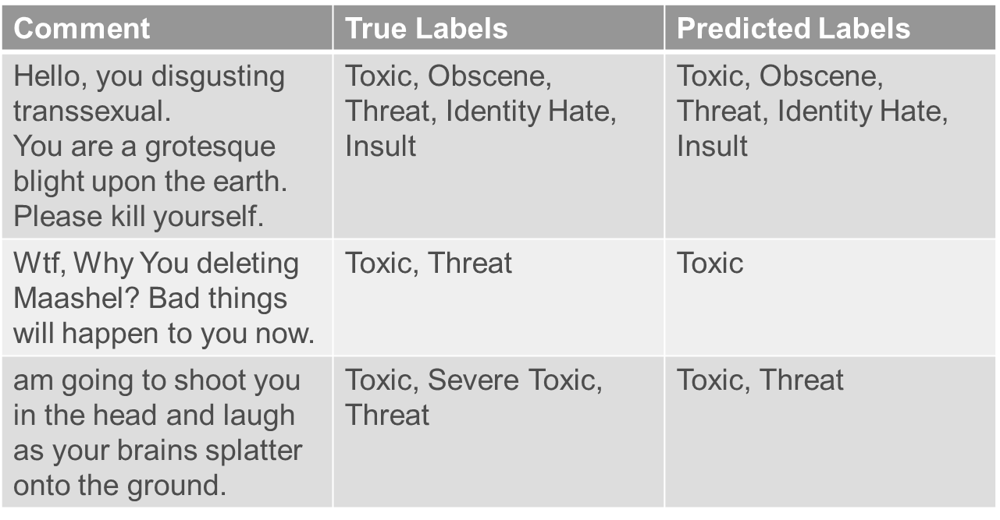 Comment True Labels Predicted Labels
Hello, you disgusting
transsexual.
You are a grotesque
blight upon the earth.
Please kill yourself.
Toxic, Obscene,
Threat, Identity Hate,
Insult
Toxic, Obscene,
Threat, Identity Hate,
Insult
Wtf, Why You deleting
Maashel? Bad things
will happen to you now.
Toxic, Threat
Toxic
am going to shoot you
in the head and laugh
as your brains splatter
onto the ground.
Toxic, Severe Toxic,
Threat
Toxic, Threat